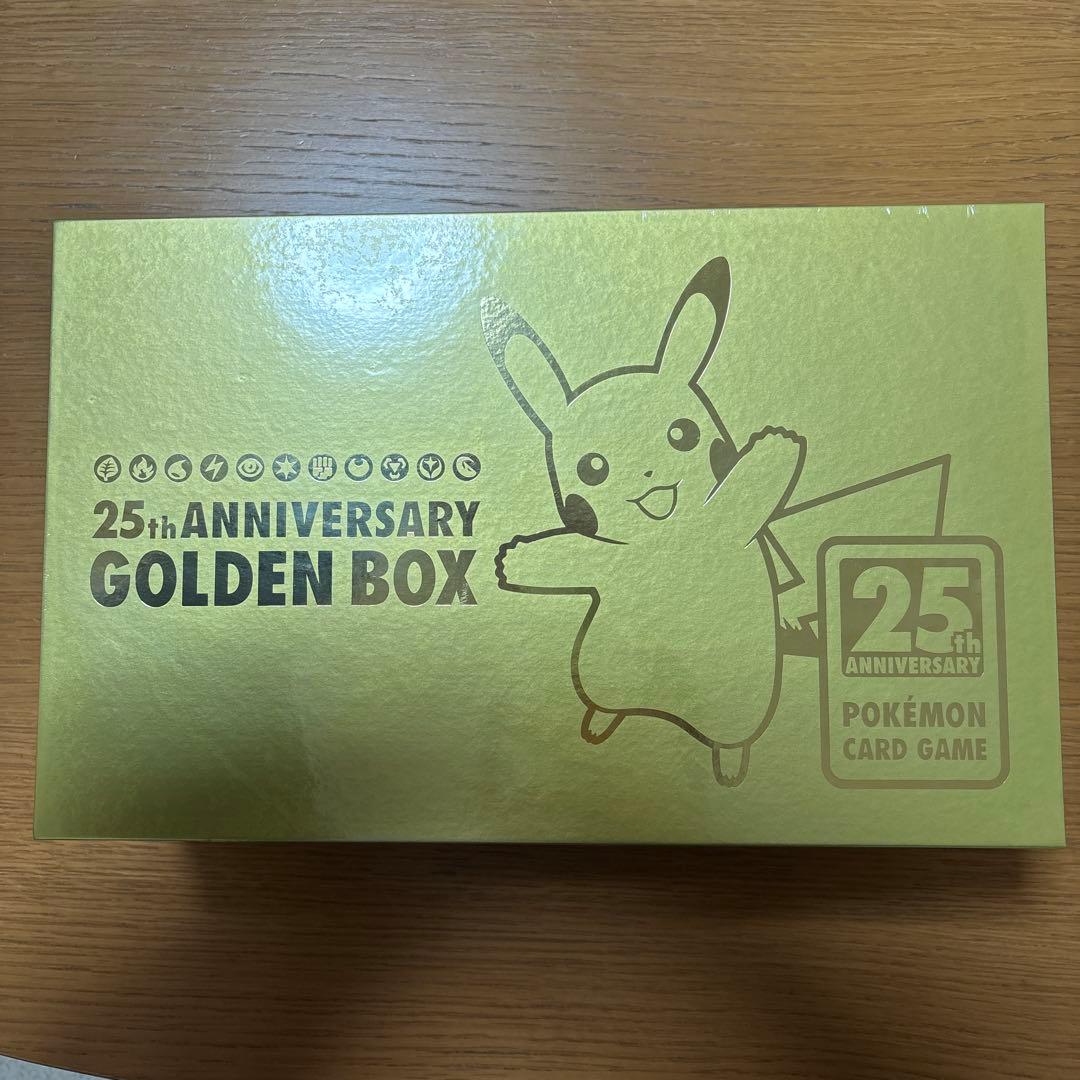 25th ANNIVERSARY
GOLDEN BOX
25th
ANNIVERSARY
POKÉMON
CARD GAME